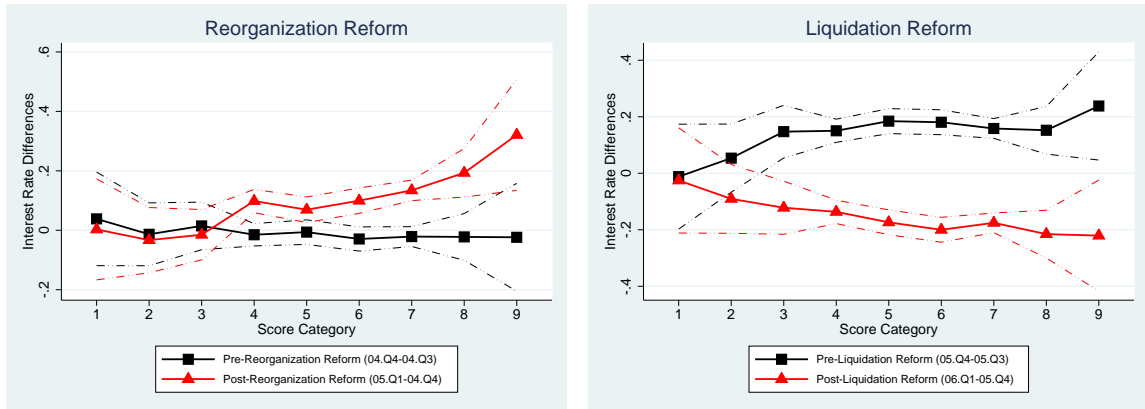 Reorganization Reform
Interest Rate Differences
.6
.4
.2
0
-.2
1 2 3 4 5 6 7 8 9
Score Category
Pre-Reorganization Reform (04.Q4-04.Q3)
Post-Reorganization Reform (05.Q1-04.Q4)
Liquidation Reform
Interest Rate Differences
.4
.2
0
-.2
-.4
1 2 3 4 5 6 7 8 9
Score Category
Pre-Liquidation Reform (05.Q4-05.Q3)
Post-Liquidation Reform (06.Q1-05.Q4)